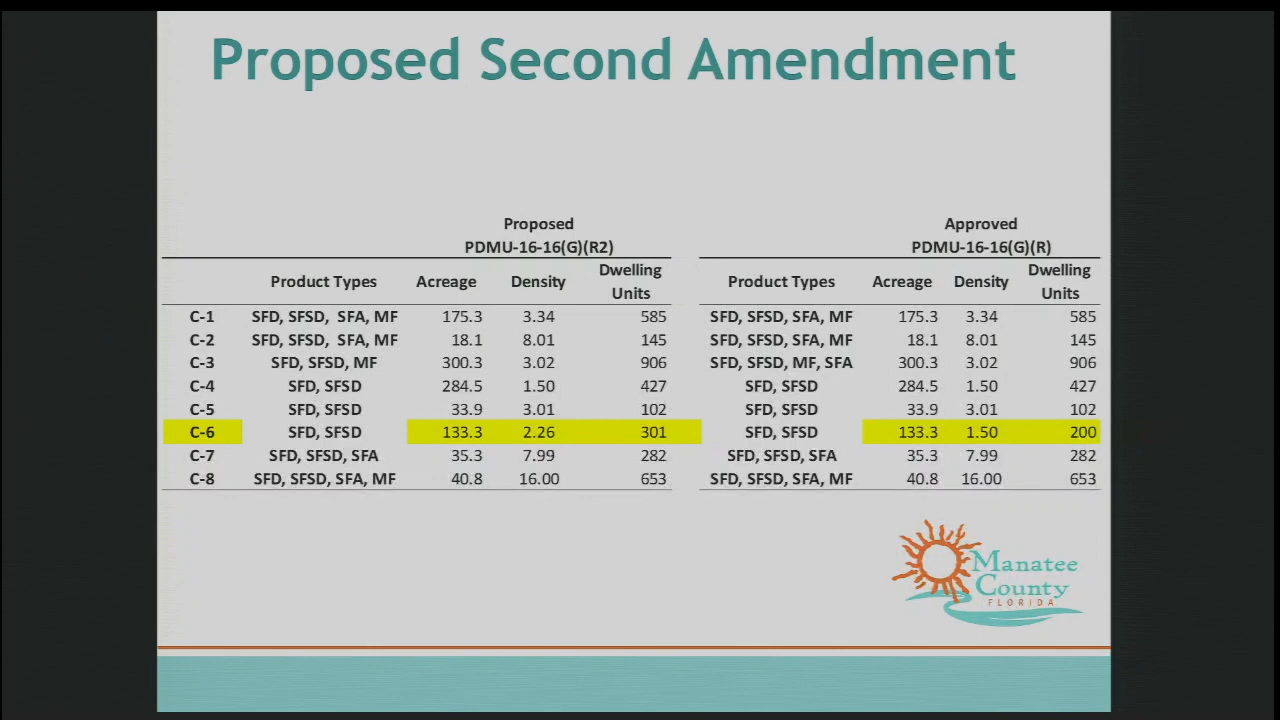 Proposed Second Amendment
Proposed Approved
PDMU-16-16(G)(R2) PDMU-16-16(G)(R)
Product Types Acreage Density Dwelling Units Product Types Acreage Density Dwelling Units
C-1 SFD, SFSD, SFA, MF 175.3 3.34 585 SFD, SFSD, SFA, MF 175.3 3.34 585
C-2 SFD, SFSD, SFA, MF 18.1 8.01 145 SFD, SFSD, SFA, MF 18.1 8.01 145
C-3 SFD, SFSD, MF 300.3 3.02 906 SFD, SFSD, MF, SFA 300.3 3.02 906
C-4 SFD, SFSD 284.5 1.50 427 SFD, SFSD 284.5 1.50 427
C-5 SFD, SFSD 33.9 3.01 102 SFD, SFSD 33.9 3.01 102
C-6 SFD, SFSD 133.3 2.26 301 SFD, SFSD 133.3 1.50 200
C-7 SFD, SFSD, SFA 35.3 7.99 282 SFD, SFSD, SFA 35.3 7.99 282
C-8 SFD, SFSD, SFA, MF 40.8 16.00 653 SFD, SFSD, SFA, MF 40.8 16.00 653
Manatee
County
FLORIDA